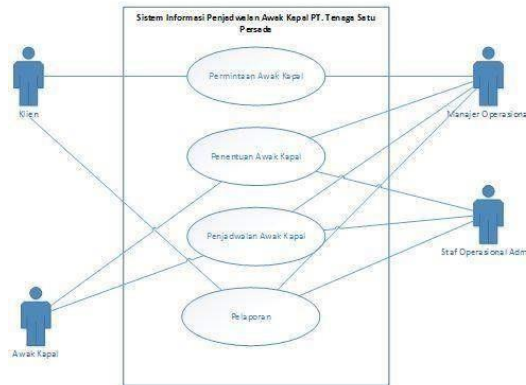 Sistem Informasi Penjadwalan Awak Kapal PT. Tenaga Satu
Persada
Permintaan Awak Kapal
Klien
Manajer Operasional
Penentuan Awak Kapal
Penjadwalan Awak Kapal
Staf Operasional Adm
Pelaporan
Awak Kapal